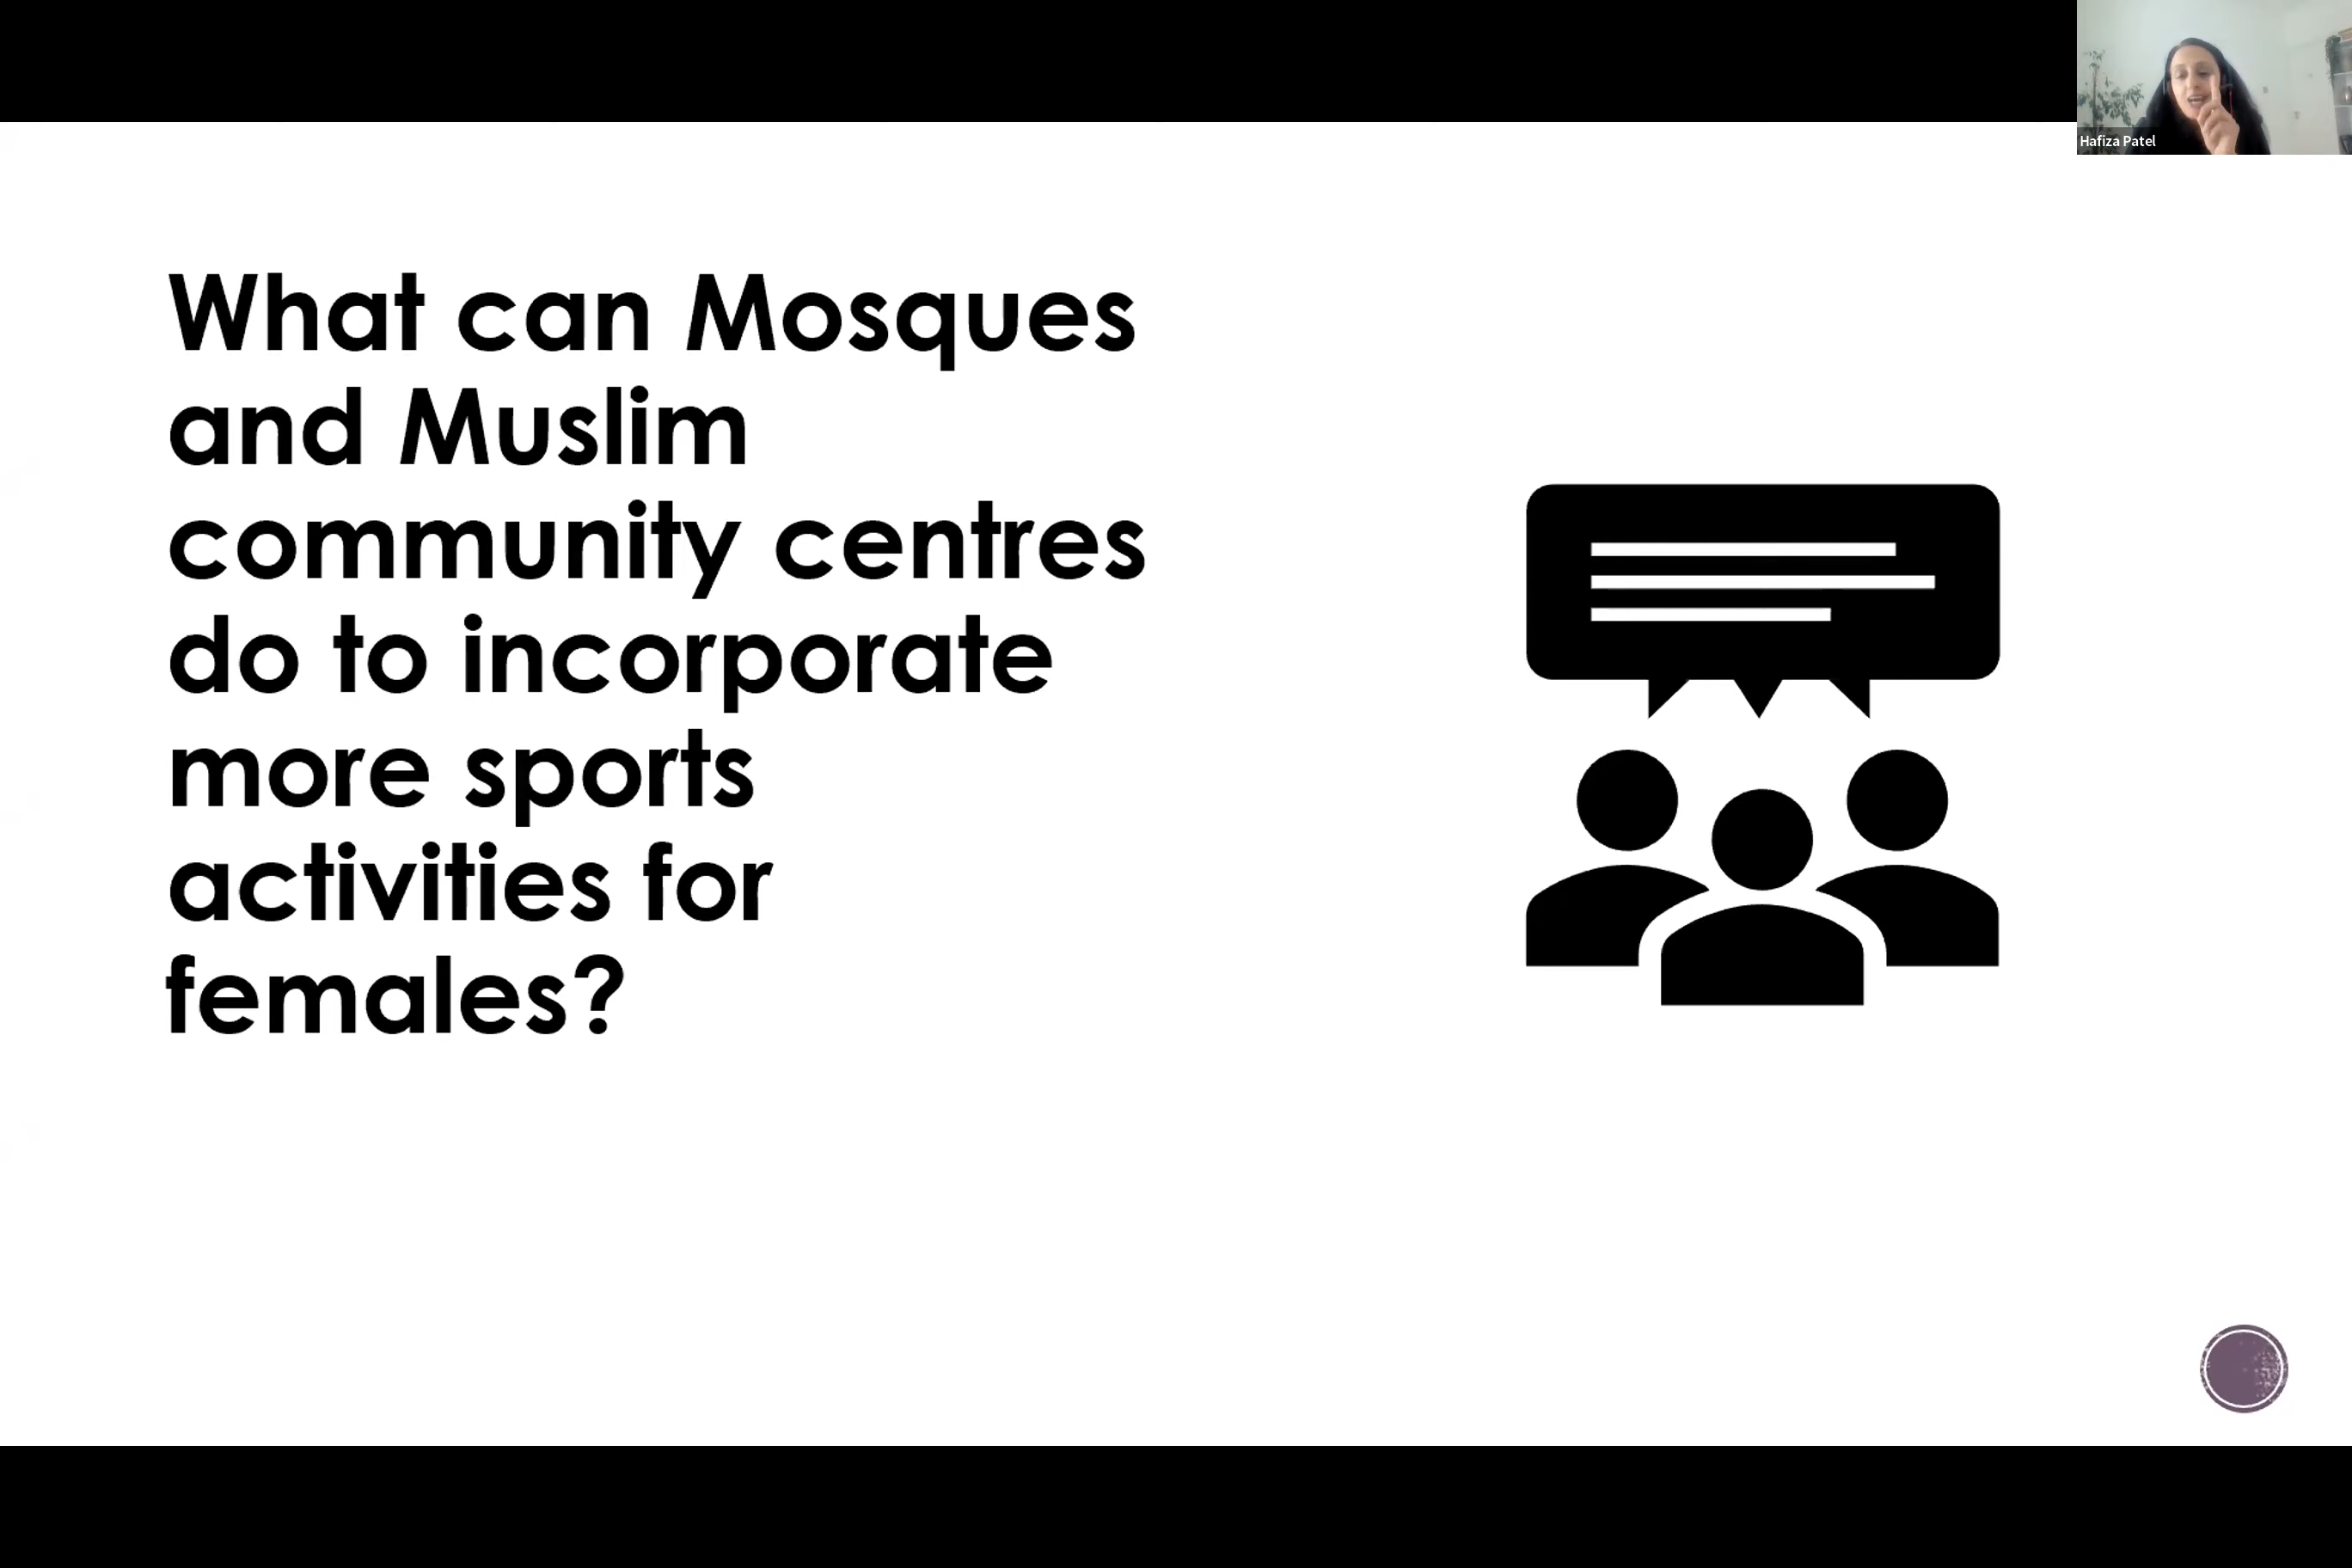 Hafiza Patel
What can Mosques
and Muslim
community centres
do to incorporate
more sports
activities for
females?